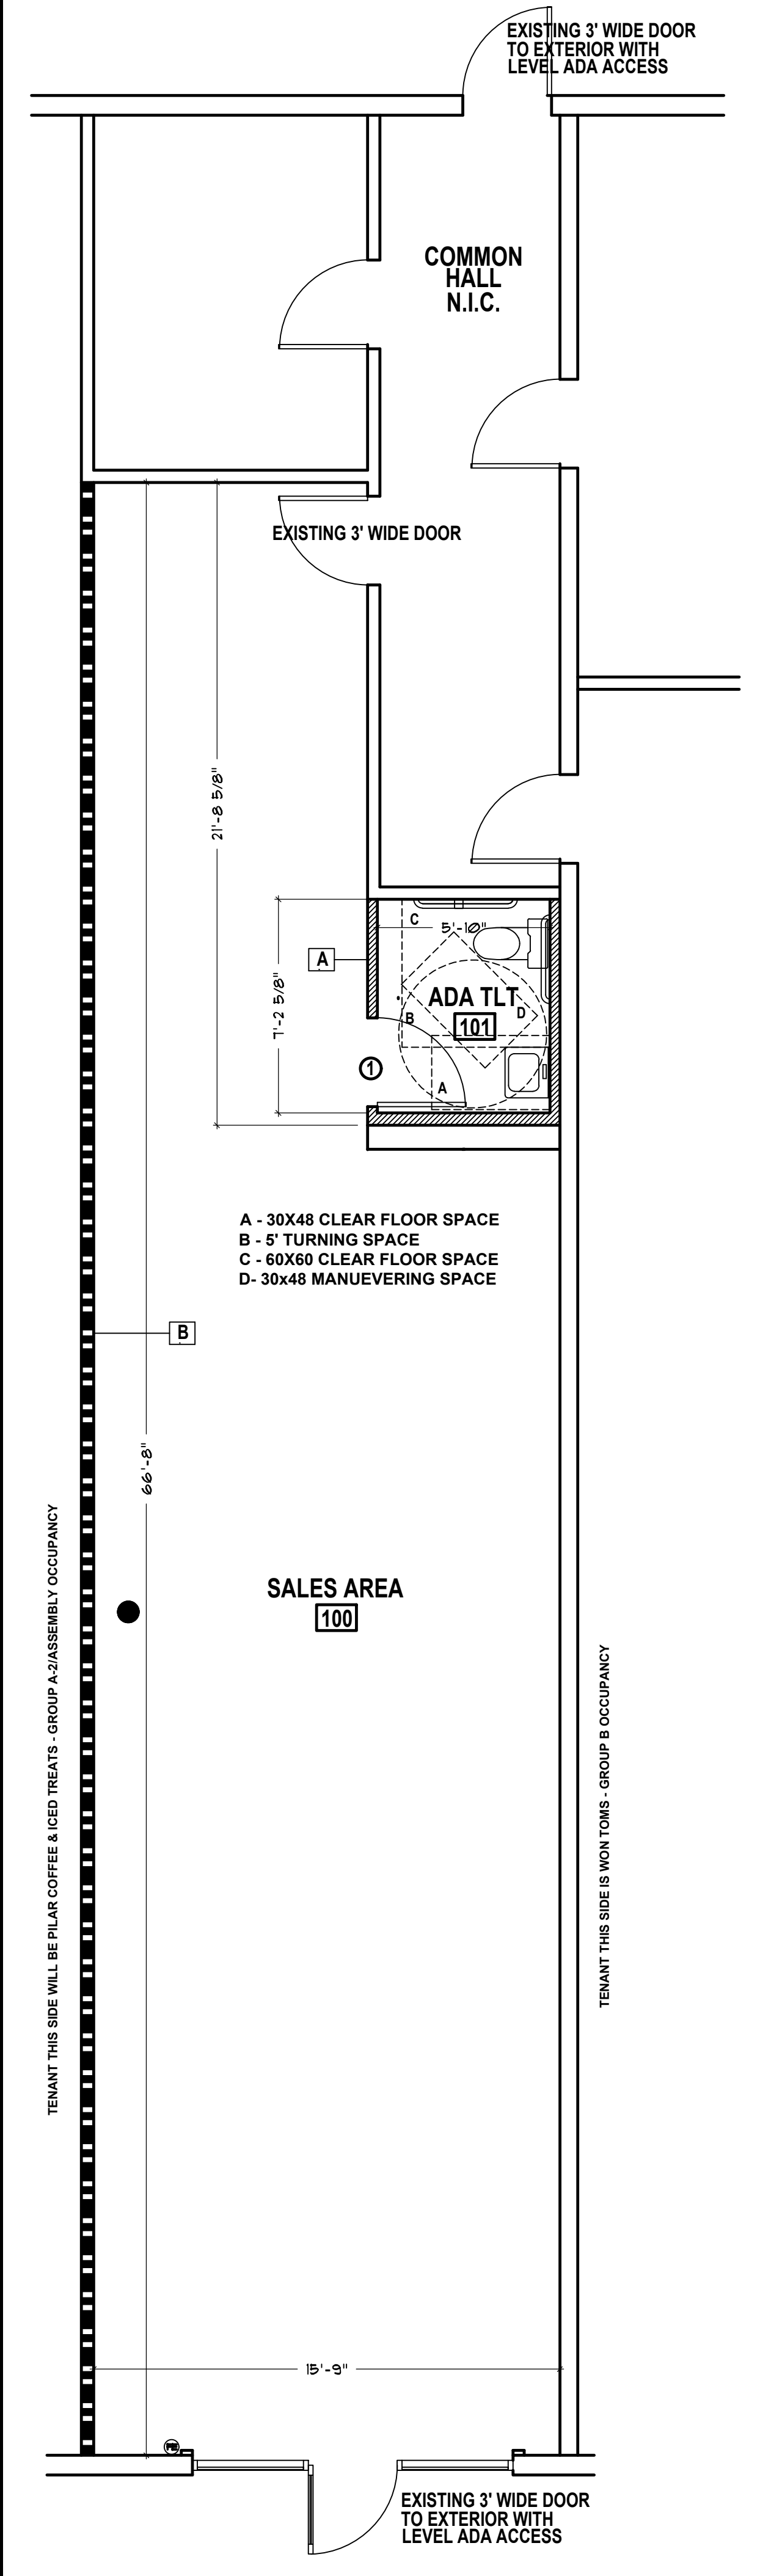 EXISTING 3' WIDE DOOR
TO EXTERIOR WITH
LEVEL ADA ACCESS
COMMON
HALL
N.I.C.
EXISTING 3' WIDE DOOR
21'-8 5/8"
7'-2 5/8"
A
C
5'-10"
ADA TLT
101
B
D
1
A
A - 30X48 CLEAR FLOOR SPACE
B - 5' TURNING SPACE
C - 60X60 CLEAR FLOOR SPACE
D- 30x48 MANUEVERING SPACE
B
66'-8"
SALES AREA
100
TENANT THIS SIDE WILL BE PILAR COFFEE & ICED TREATS - GROUP A-2/ASSEMBLY OCCUPANCY
TENANT THIS SIDE IS WON TOMS - GROUP B OCCUPANCY
15'-9"
EXISTING 3' WIDE DOOR
TO EXTERIOR WITH
LEVEL ADA ACCESS